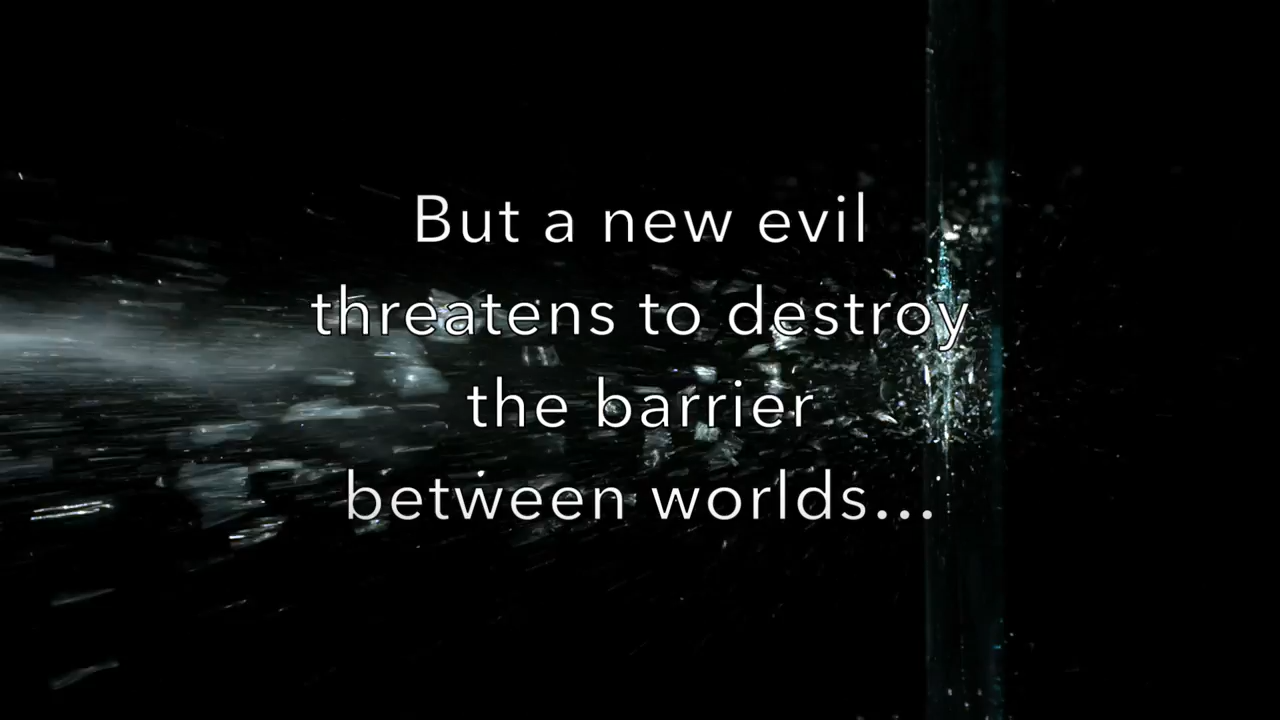 But a new evil
threatens to destroy
the barrier
between worlds...